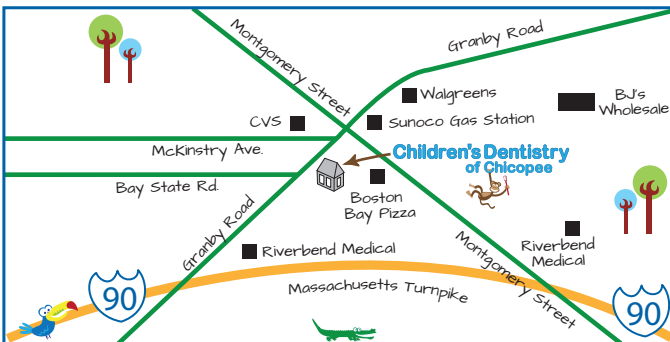 Granby Road
Montgomery Street
Walgreens
BJ's
Wholesale
CVS
Sunoco Gas Station
McKinstry Ave.
Children's Dentistry
of Chicopee
Bay State Rd.
Boston
Bay Pizza
Granby Road
Riverbend Medical
Montgomery Street
Riverbend
Medical
Massachusetts Turnpike
90
90